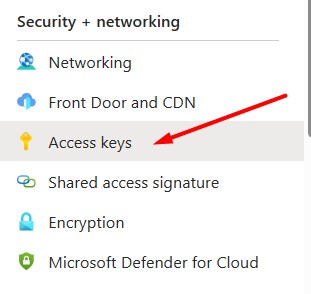 Security + networking
Networking
Front Door and CDN
Access keys
Shared access signature
Encryption
Microsoft Defender for Cloud